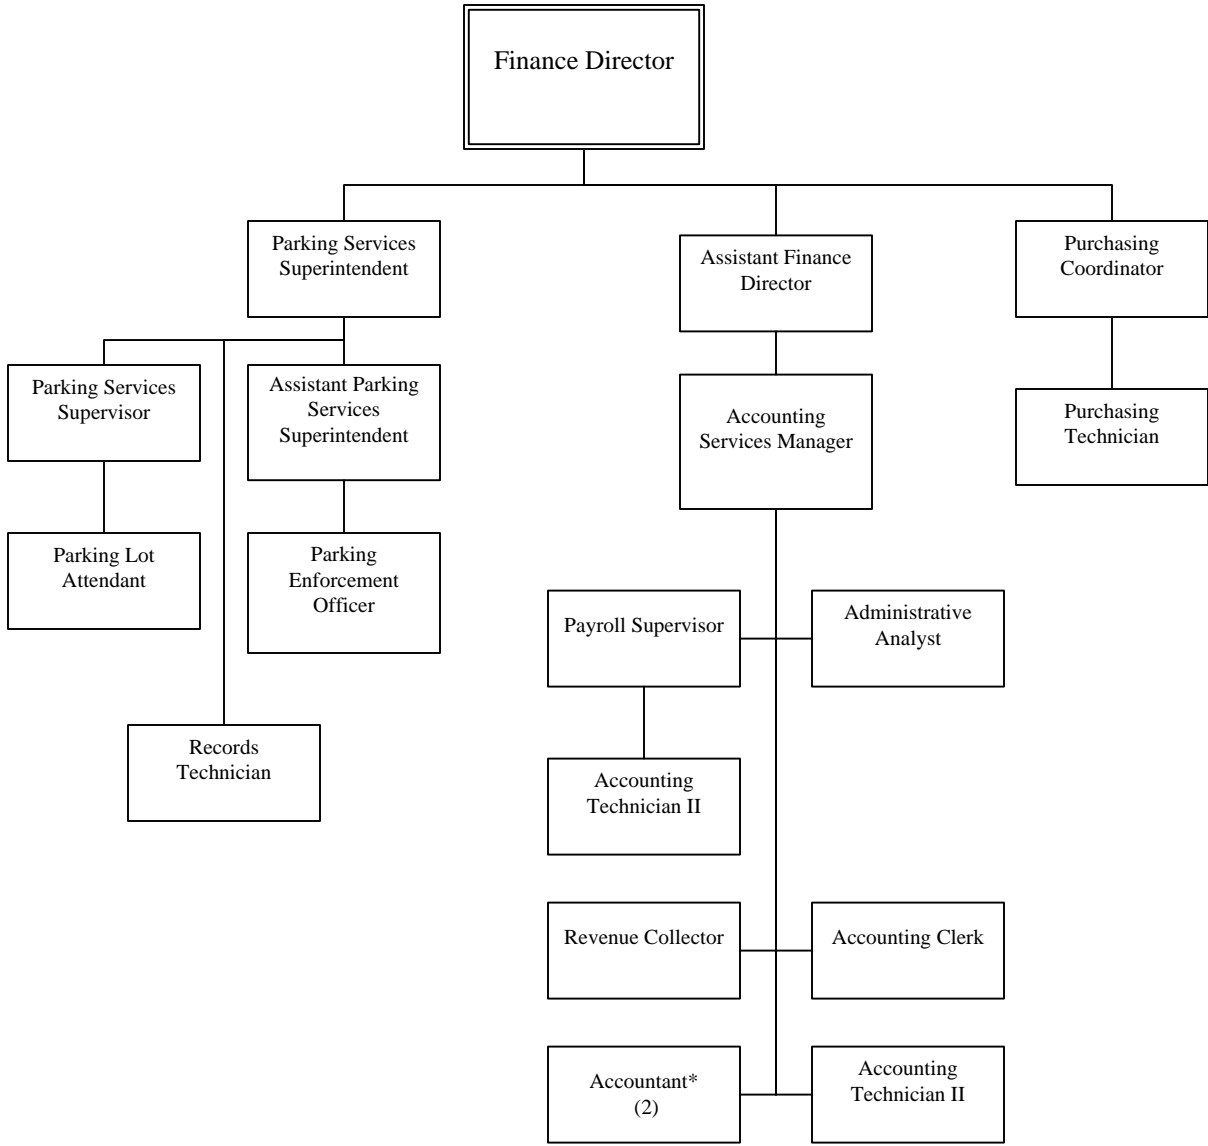 Finance Director
Parking Services
Superintendent
Assistant Finance
Director
Purchasing
Coordinator
Parking Services
Supervisor
Assistant Parking
Services
Superintendent
Accounting
Services Manager
Purchasing
Technician
Parking Lot
Attendant
Parking
Enforcement
Officer
Payroll Supervisor
Administrative
Analyst
Records
Technician
Accounting
Technician II
Revenue Collector
Accounting Clerk
Accountant*
(2)
Accounting
Technician II